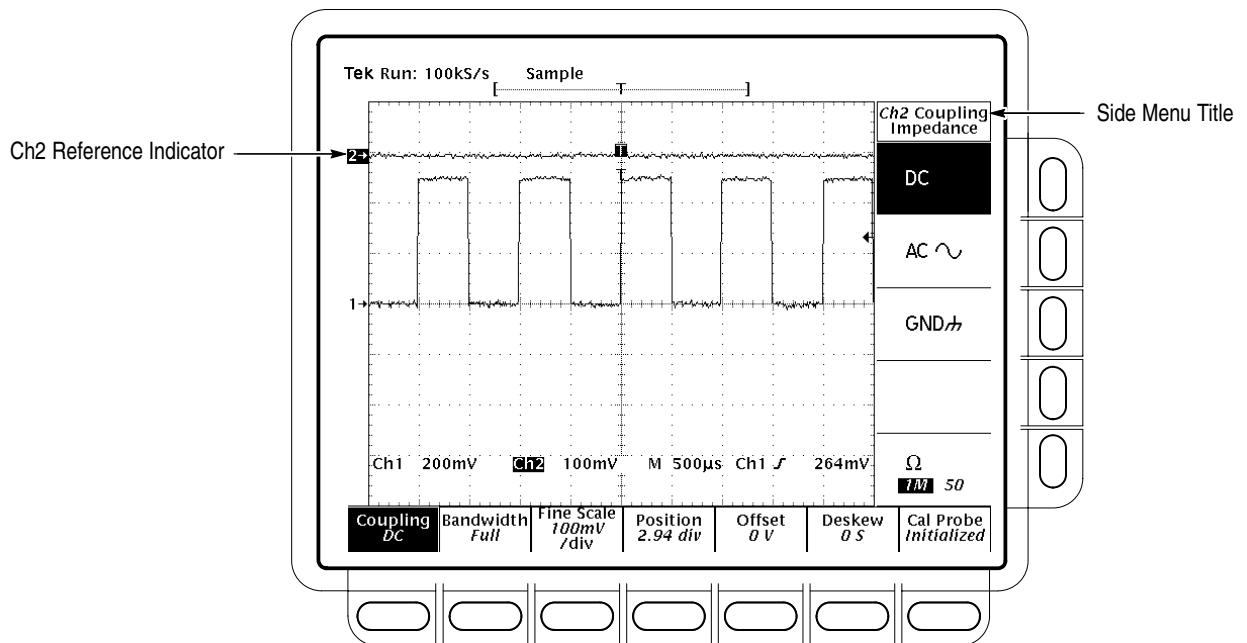 Tek Run: 100kS/s Sample
[ T ]
Ch2 Coupling
Impedance
Side Menu Title
Ch2 Reference Indicator
2→
T
T
DC
AC
GND
1→
Ch1 200mV Ch2 100mV M 500µs Ch1 264mV
Ω
1M 50
Coupling
DC
Bandwidth
Full
Fine Scale
100mV
/div
Position
2.94 div
Offset
0 V
Deskew
0 S
Cal Probe
Initialized